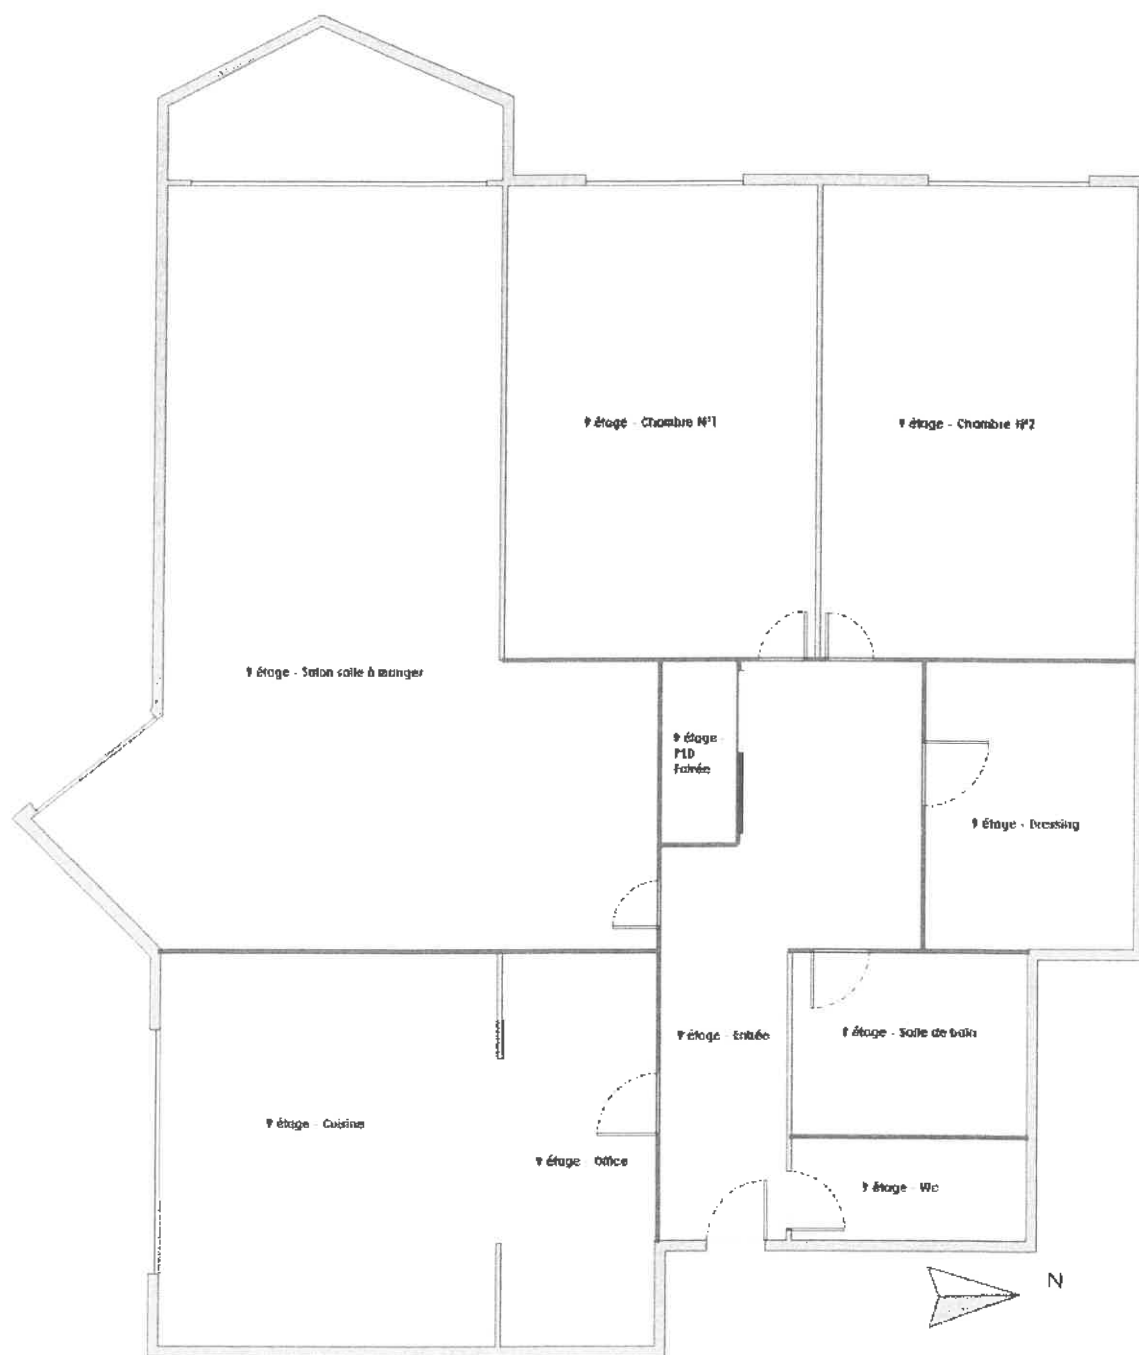 9 étage - Chambre N°1
9 étage - Chambre N°2
9 étage - Salon salle à manger
9 étage -
Entrée
9 étage - Dressing
9 étage - Entrée
9 étage - Salle de bain
9 étage - Cuisine
9 étage - Office
9 étage - Wc
N